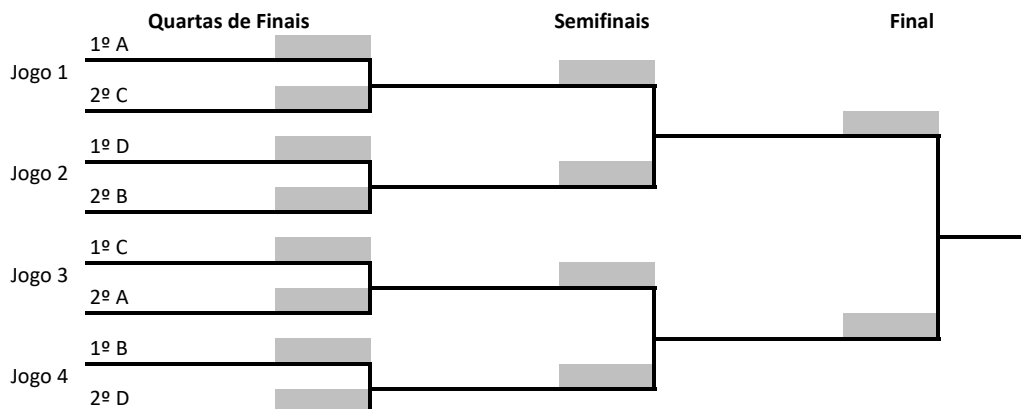 Quartas de Finais Semifinais Final
1º A
Jogo 1
2º C
1º D
Jogo 2
2º B
1º C
Jogo 3
2º A
1º B
Jogo 4
2º D